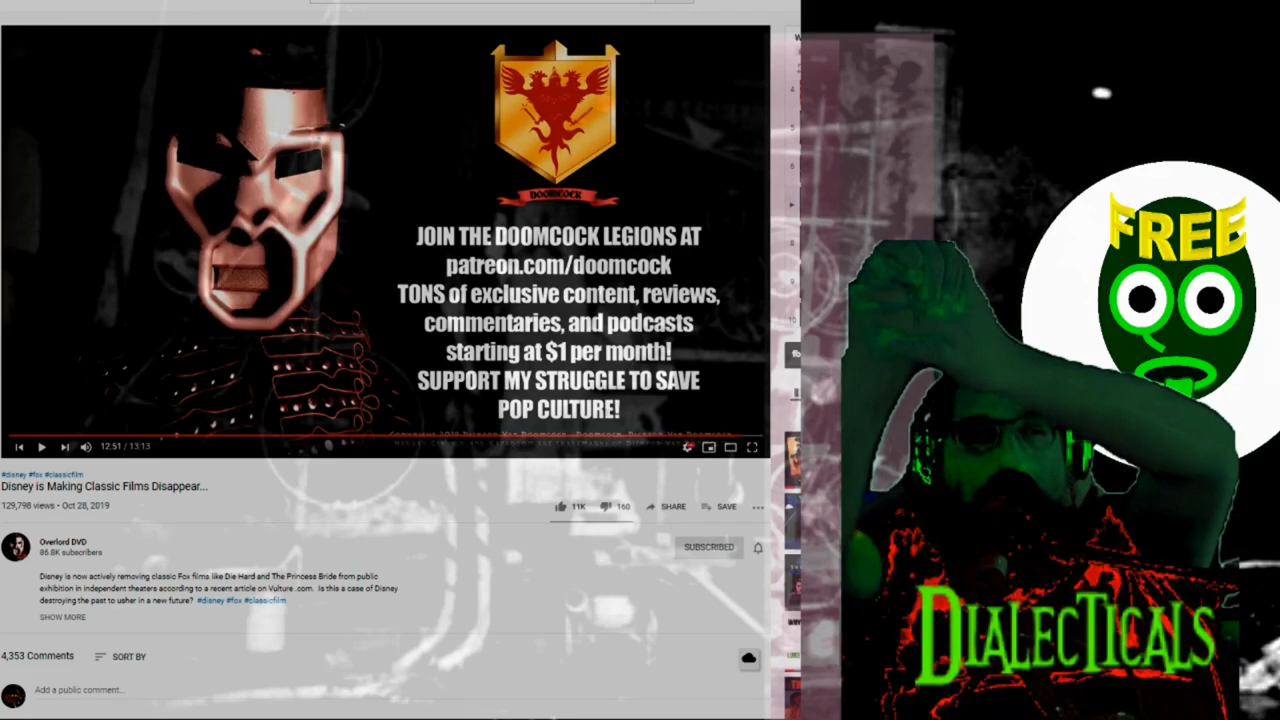 DOOMCOCK
JOIN THE DOOMCOCK LEGIONS AT
patreon.com/doomcock
TONS of exclusive content, reviews,
commentaries, and podcasts
starting at $1 per month!
SUPPORT MY STRUGGLE TO SAVE
POP CULTURE!
12:51 / 13:13
#disney #fox #classicfilm
Disney is Making Classic Films Disappear...
129,798 views • Oct 28, 2019
11K 160 SHARE SAVE
Overlord DVD
86.8K subscribers
SUBSCRIBED
Disney is now actively removing classic Fox films like Die Hard and The Princess Bride from public
exhibition in independent theaters according to a recent article on Vulture .com. Is this a case of Disney
destroying the past to usher in a new future? #disney #fox #classicfilm
SHOW MORE
4,353 Comments SORT BY
Add a public comment...
FREE
DIALECTICALS